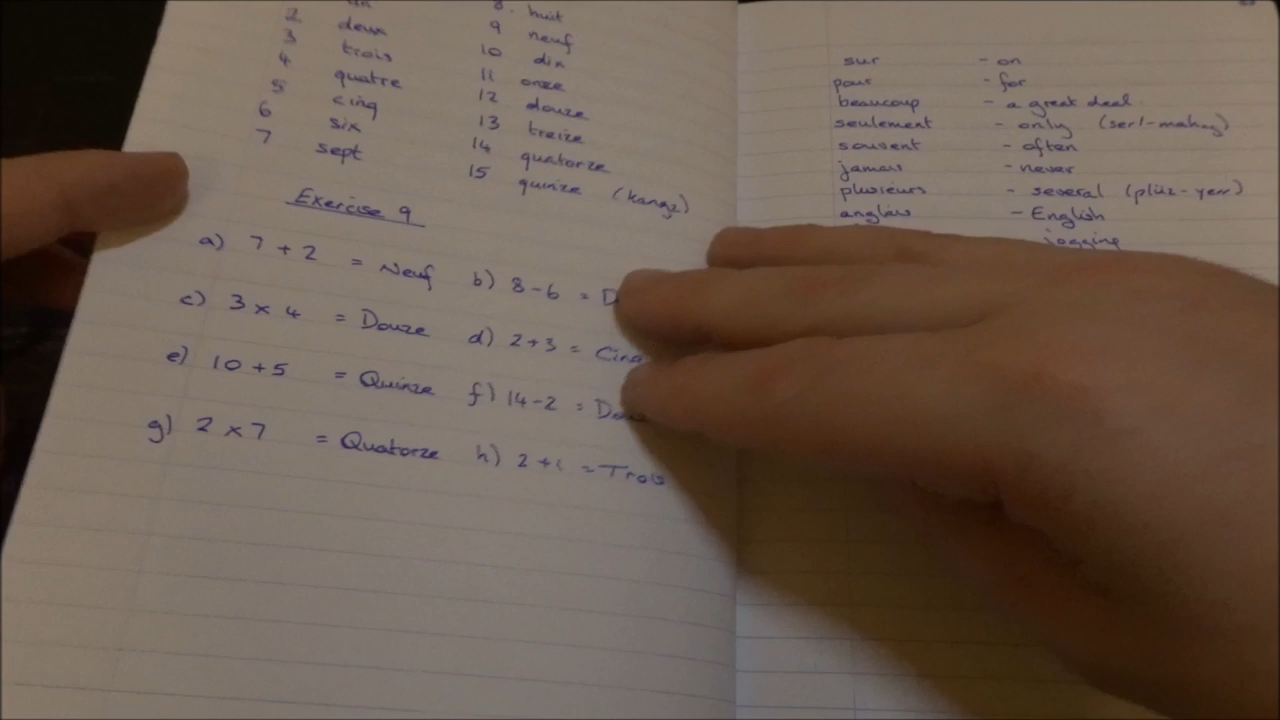 8. huit
2 deux 9 neuf
3 trois 10 dix
4 quatre 11 onze
5 cinq 12 douze
6 six 13 treize
7 sept 14 quatorze
15 quinze (kangz)
Exercise 9
a) 7 + 2 = Neuf b) 8-6 = D
c) 3 x 4 = Douze d) 2+3 = Cinq
e) 10 + 5 = Quinze f) 14-2 = Douz
g) 2 x 7 = Quatorze h) 2+1 = Trois
sur - on
pour - for
beaucoup - a great deal
seulement - only
souvent - often
jamais - never
plusieurs - several (plüz-yerr)
anglais - English
jogging